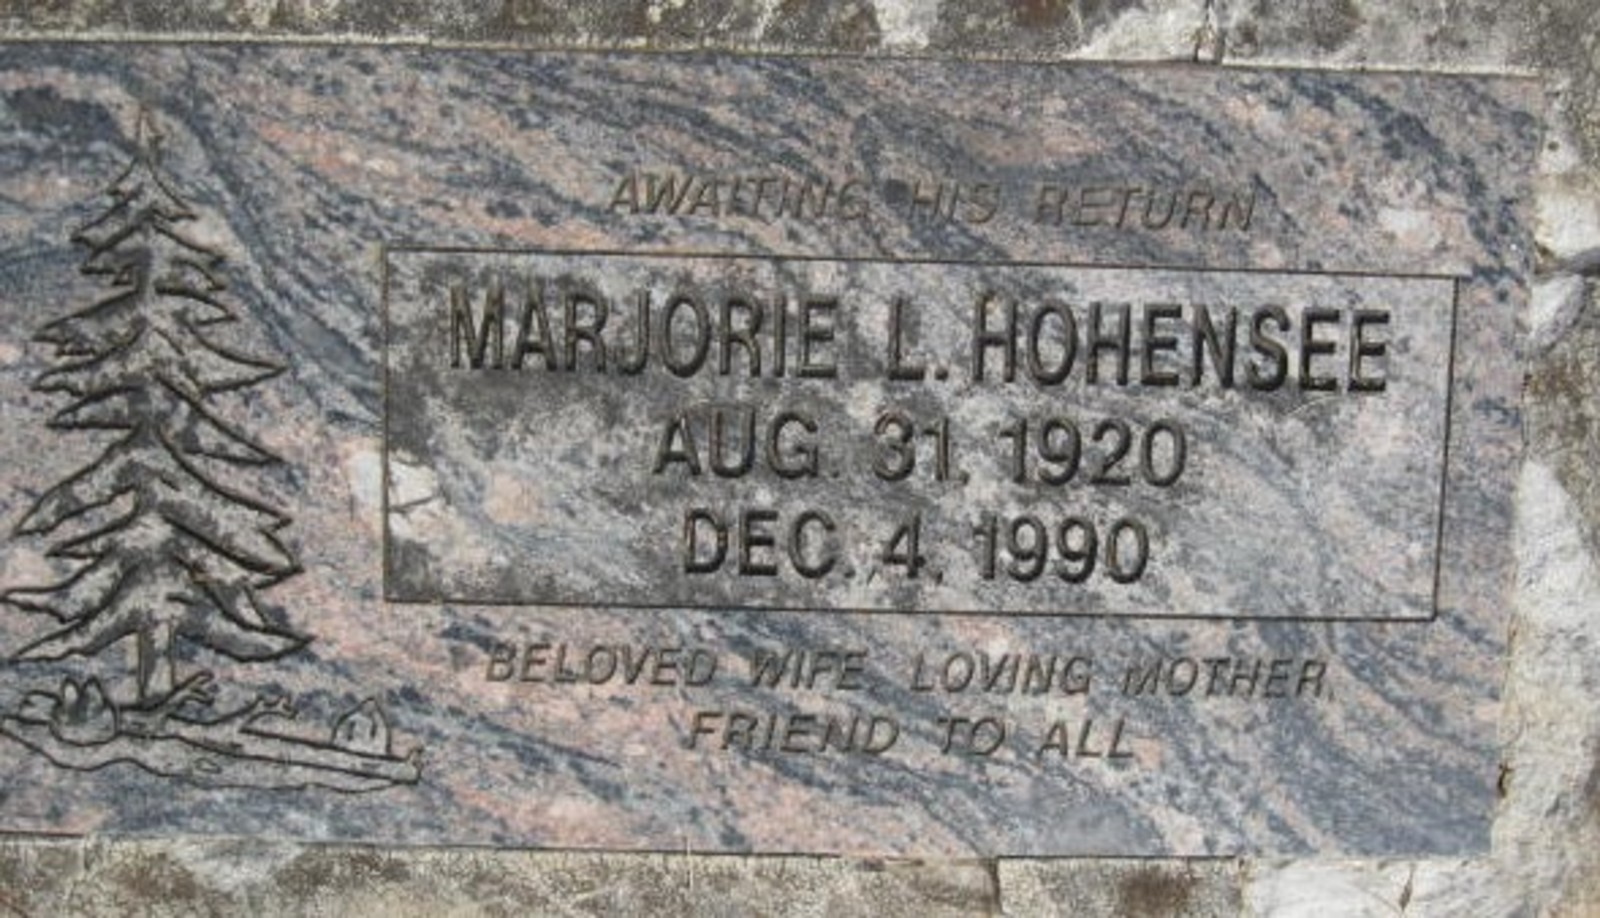 AWAITING HIS RETURN
MARJORIE L. HOHENSEE
AUG. 31, 1920
DEC. 4, 1990
BELOVED WIFE LOVING MOTHER,
FRIEND TO ALL